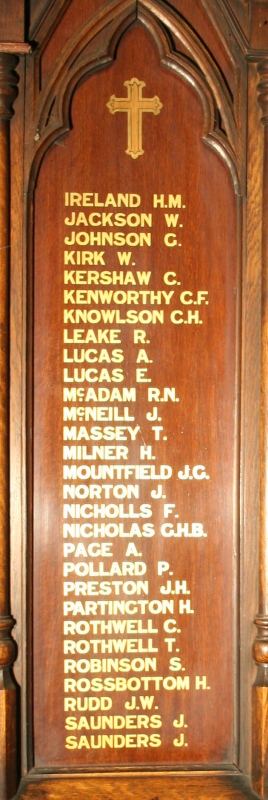 IRELAND H.M.
JACKSON W.
JOHNSON G.
KIRK W.
KERSHAW C.
KENWORTHY C.F.
KNOWLSON C.H.
LEAKE R.
LUCAS A.
LUCAS E.
McADAM R.N.
McNEILL J.
MASSEY T.
MILNER H.
MOUNTFIELD J.G.
NORTON J.
NICHOLLS F.
NICHOLAS G.H.B.
PAGE A.
POLLARD P.
PRESTON J.H.
PARTINGTON H.
ROTHWELL C.
ROTHWELL T.
ROBINSON S.
ROSSBOTTOM H.
RUDD J.W.
SAUNDERS J.
SAUNDERS J.